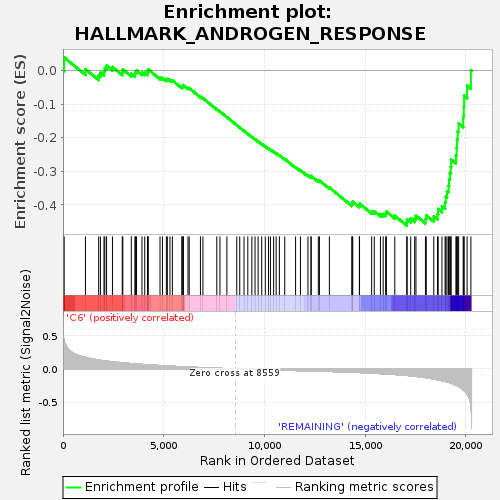 Enrichment plot:
HALLMARK_ANDROGEN_RESPONSE
Enrichment score (ES)
0.0
-0.1
-0.2
-0.3
-0.4
'C6' (positively correlated)
Ranked list metric (Signal2Noise)
0.5
0.0
-0.5
Zero cross at 8559
'REMAINING' (negatively correlated)
0
5,000
10,000
15,000
20,000
Rank in Ordered Dataset
Enrichment profile
Hits
Ranking metric scores